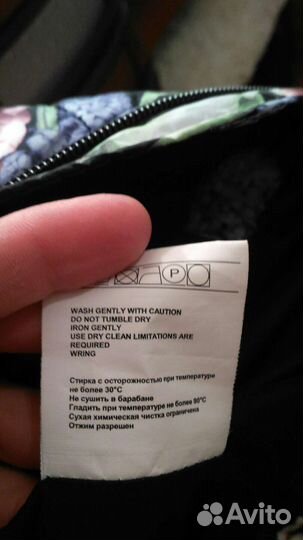 P
WASH GENTLY WITH CAUTION
DO NOT TUMBLE DRY
IRON GENTLY
USE DRY CLEAN LIMITATIONS ARE
REQUIRED
WRING
Стирка с осторожностью при температуре
не более 30°C
Не сушить в барабане
Гладить при температуре не более 90°C
Сухая химическая чистка ограничена
Отжим разрешен
Avito